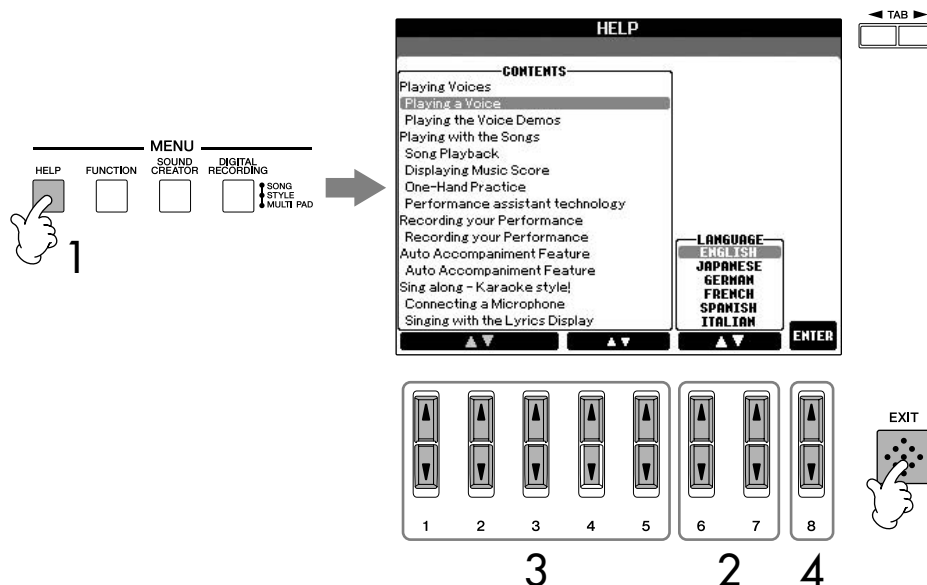 ◄ TAB ►
MENU
HELP
FUNCTION
SOUND CREATOR
DIGITAL RECORDING
SONG
STYLE
MULTI PAD
1
HELP
CONTENTS
Playing Voices
Playing a Voice
Playing the Voice Demos
Playing with the Songs
Song Playback
Displaying Music Score
One-Hand Practice
Performance assistant technology
Recording your Performance
Recording your Performance
Auto Accompaniment Feature
Auto Accompaniment Feature
Sing along - Karaoke style!
Connecting a Microphone
Singing with the Lyrics Display
LANGUAGE
ENGLISH
JAPANESE
GERMAN
FRENCH
SPANISH
ITALIAN
ENTER
EXIT
1 2 3 4 5 6 7 8
3 2 4